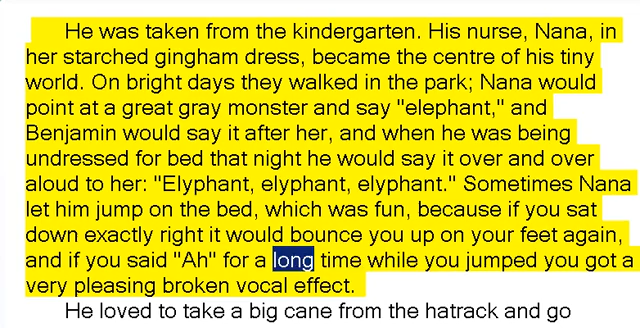 He was taken from the kindergarten. His nurse, Nana, in
her starched gingham dress, became the centre of his tiny
world. On bright days they walked in the park; Nana would
point at a great gray monster and say "elephant," and
Benjamin would say it after her, and when he was being
undressed for bed that night he would say it over and over
aloud to her: "Elyphant, elyphant, elyphant." Sometimes Nana
let him jump on the bed, which was fun, because if you sat
down exactly right it would bounce you up on your feet again,
and if you said "Ah" for a long time while you jumped you got a
very pleasing broken vocal effect.
He loved to take a big cane from the hatrack and go